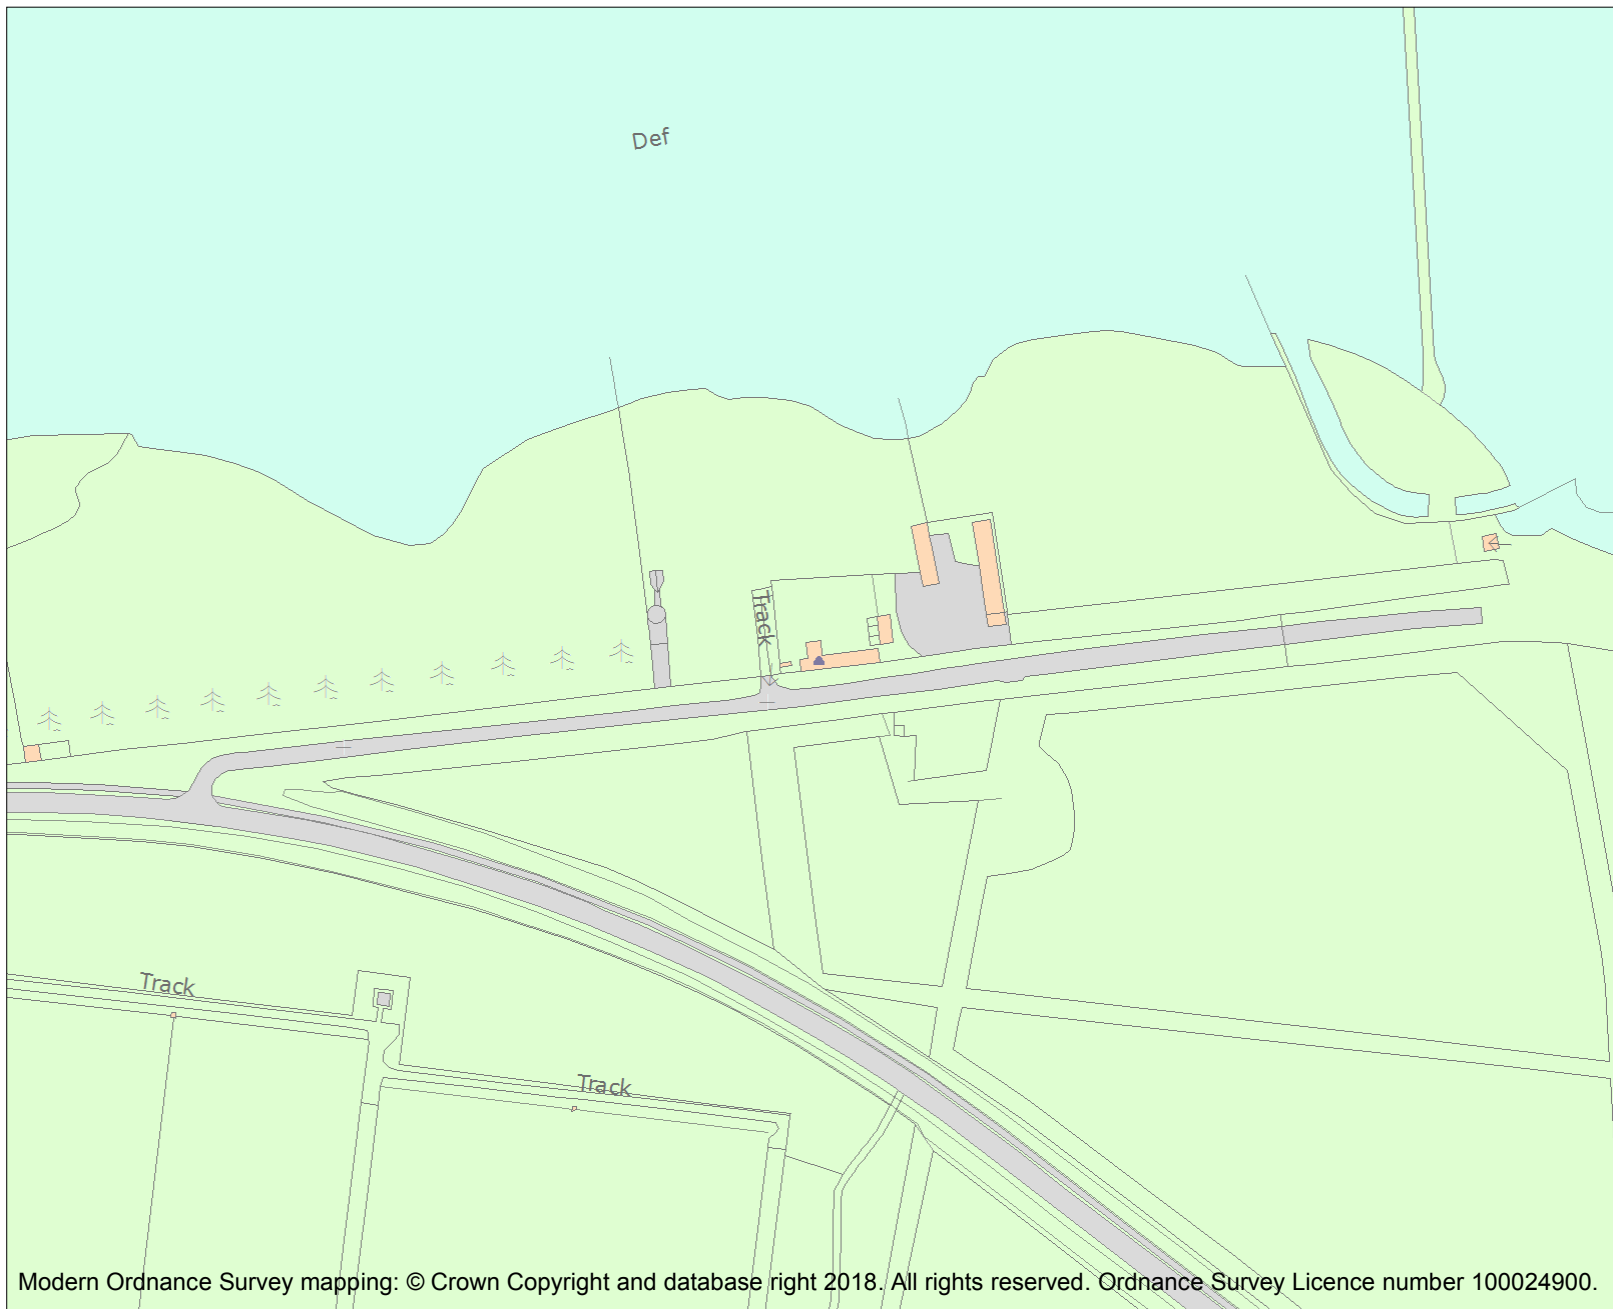 Def
Track
Track
Track
Modern Ordnance Survey mapping: © Crown Copyright and database right 2018. All rights reserved. Ordnance Survey Licence number 100024900.